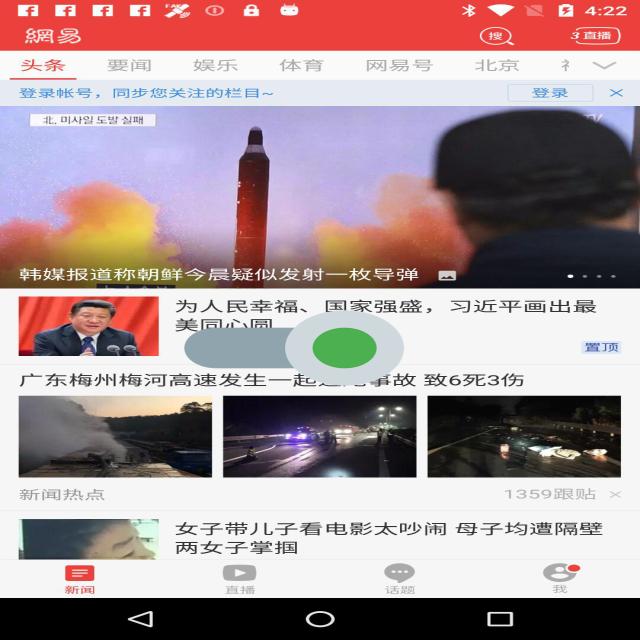 4:22
網易
搜
3直播
头条 要闻 娱乐 体育 网易号 北京
登录帐号，同步您关注的栏目~ 登录 ×
北, 미사일 도발 실패
韩媒报道称朝鲜今晨疑似发射一枚导弹
为人民幸福、国家强盛，习近平画出最
美同心圆
置顶
广东梅州梅河高速发生一起 事故 致6死3伤
新闻热点 1359跟贴 ×
女子带儿子看电影太吵闹 母子均遭隔壁
两女子掌掴
新闻 直播 话题 我